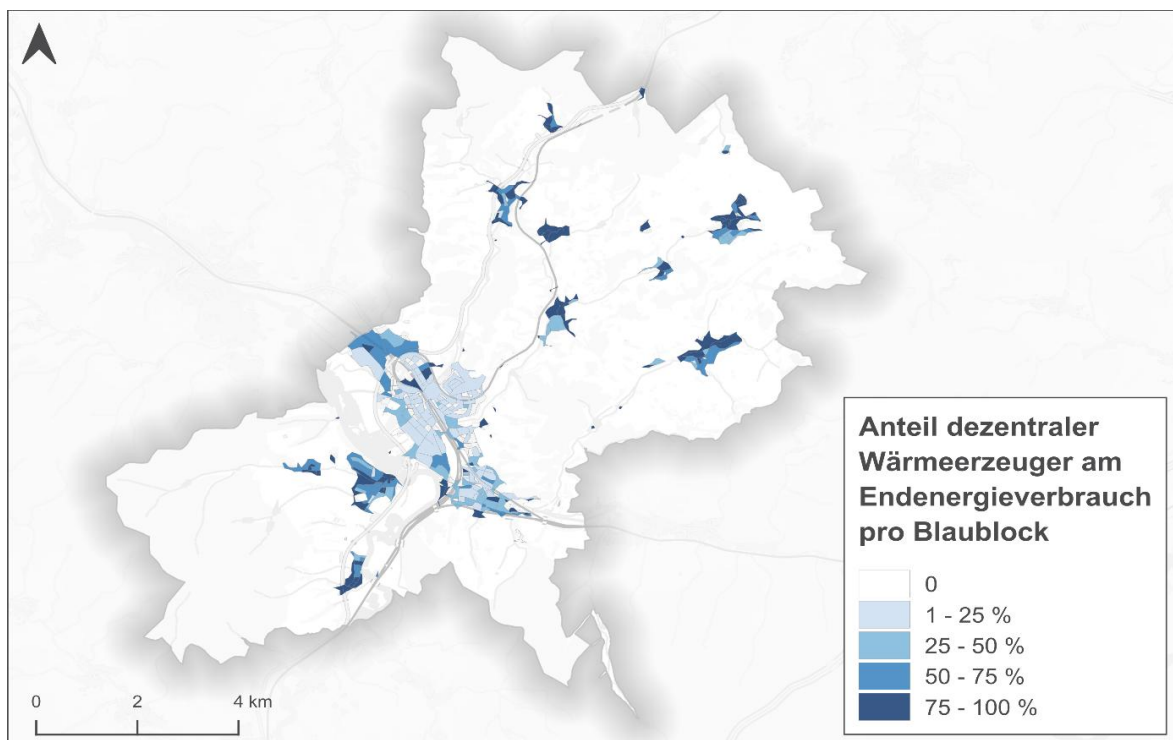 Anteil dezentraler
Wärmeerzeuger am
Endenergieverbrauch
pro Blaublock
0
1 - 25 %
25 - 50 %
50 - 75 %
75 - 100 %
0 2 4 km